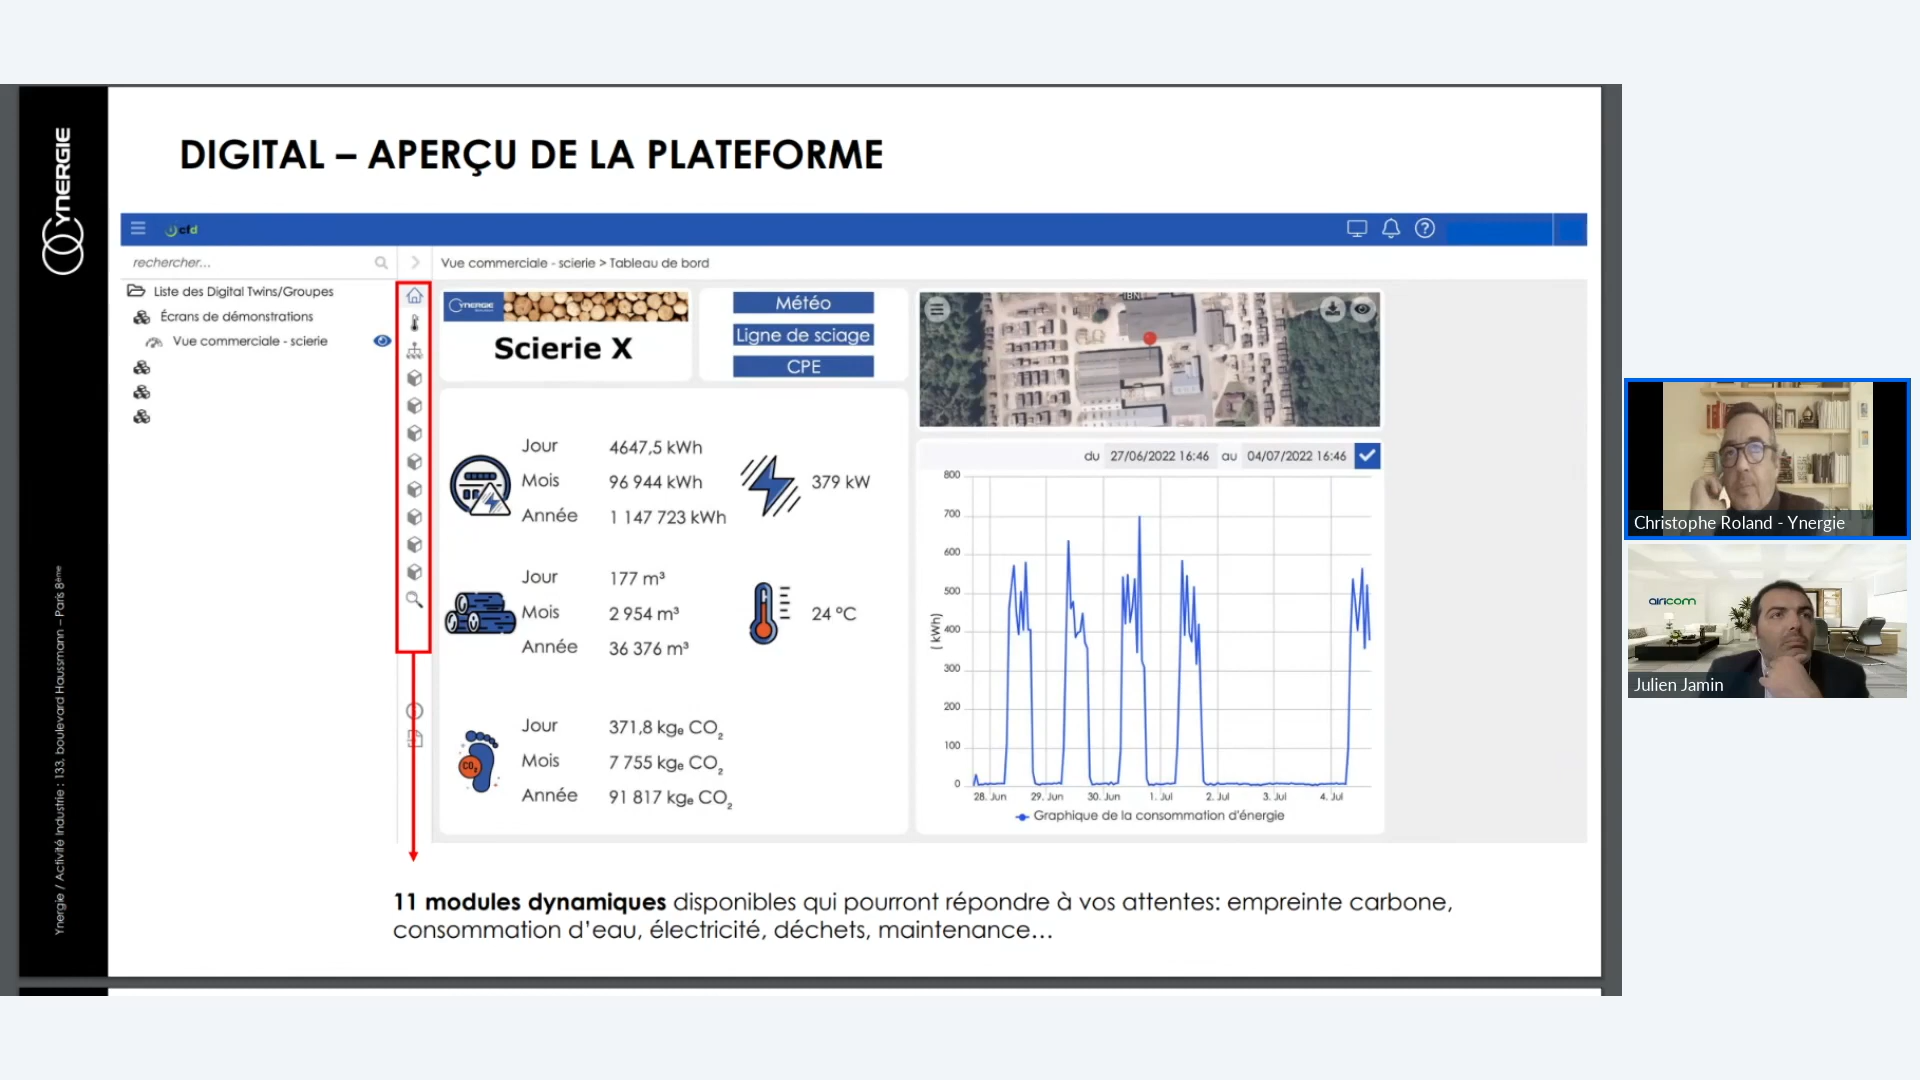 DIGITAL – APERÇU DE LA PLATEFORME
YNERGIE
Ynergie / Activité Industrie : 133, boulevard Haussmann – Paris 8ème
cfd
rechercher...
Vue commerciale - scierie > Tableau de bord
Liste des Digital Twins/Groupes
Écrans de démonstrations
Vue commerciale - scierie
YNERGIE
Scierie X
Météo
Ligne de sciage
CPE
Jour 4647,5 kWh
Mois 96 944 kWh
Année 1 147 723 kWh
379 kW
Jour 177 m³
Mois 2 954 m³
Année 36 376 m³
24 °C
CO₂
Jour 371,8 kgₑ CO₂
Mois 7 755 kgₑ CO₂
Année 91 817 kgₑ CO₂
du 27/06/2022 16:46 au 04/07/2022 16:46
800
700
600
500
400
300
200
100
0
( kWh)
28. Jun 29. Jun 30. Jun 1. Jul 2. Jul 3. Jul 4. Jul
Graphique de la consommation d'énergie
11 modules dynamiques disponibles qui pourront répondre à vos attentes: empreinte carbone,
consommation d'eau, électricité, déchets, maintenance…
Christophe Roland - Ynergie
airicom
Julien Jamin